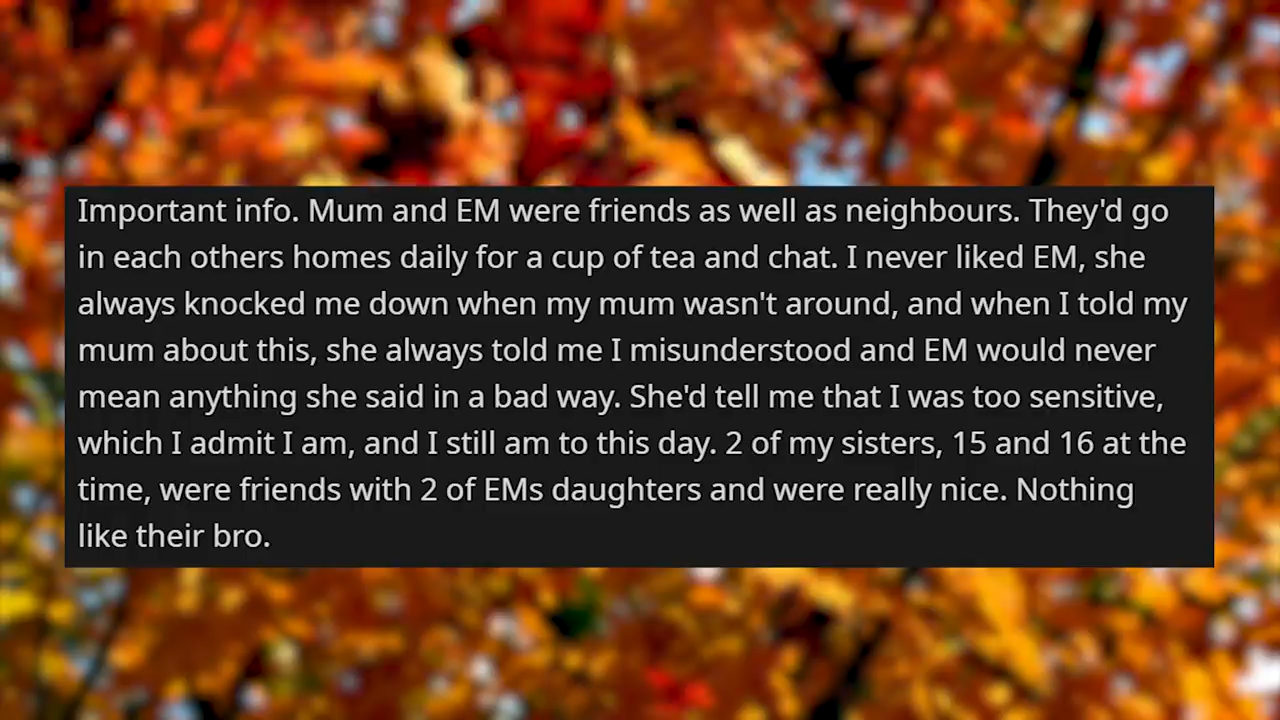 Important info. Mum and EM were friends as well as neighbours. They'd go
in each others homes daily for a cup of tea and chat. I never liked EM, she
always knocked me down when my mum wasn't around, and when I told my
mum about this, she always told me I misunderstood and EM would never
mean anything she said in a bad way. She'd tell me that I was too sensitive,
which I admit I am, and I still am to this day. 2 of my sisters, 15 and 16 at the
time, were friends with 2 of EMs daughters and were really nice. Nothing
like their bro.